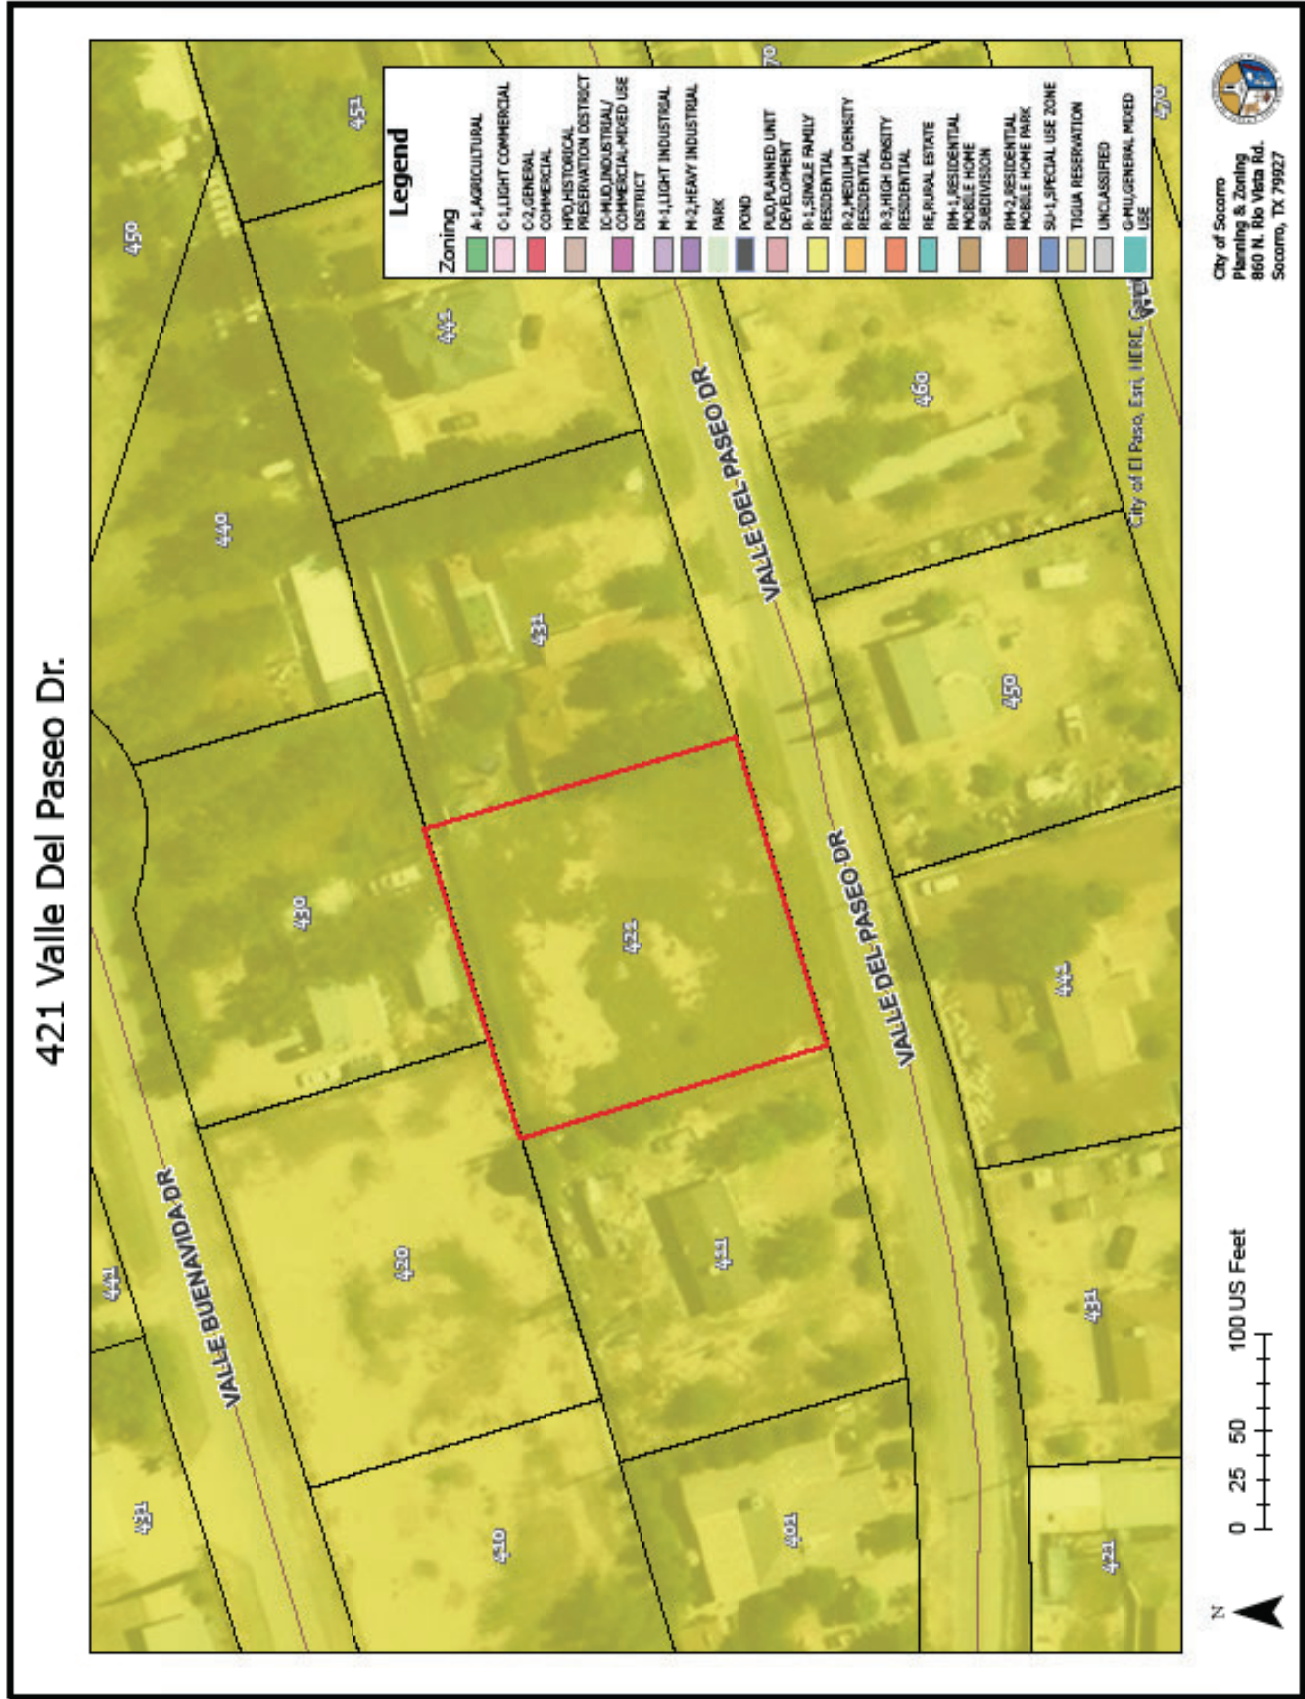 421 Valle Del Paseo Dr.
450
451
440
441
430
431
421
441
420
411
431
410
401
421
431
441
450
460
70
470
VALLE BUENAVIDA DR
VALLE DEL PASEO DR
VALLE DEL PASEO DR
Legend
Zoning
A-1,AGRICULTURAL
C-1,LIGHT COMMERCIAL
C-2,GENERAL
COMMERCIAL
HPD,HISTORICAL
PRESERVATION DISTRICT
IC-MUD,INDUSTRIAL/
COMMERCIAL-MIXED USE
DISTRICT
M-1,LIGHT INDUSTRIAL
M-2,HEAVY INDUSTRIAL
PARK
POND
PUD,PLANNED UNIT
DEVELOPMENT
R-1,SINGLE FAMILY
RESIDENTIAL
R-2,MEDIUM DENSITY
RESIDENTIAL
R-3,HIGH DENSITY
RESIDENTIAL
RE,RURAL ESTATE
RM-1,RESIDENTIAL
MOBILE HOME
SUBDIVISION
RM-2,RESIDENTIAL
MOBILE HOME PARK
SU-1,SPECIAL USE ZONE
TIGUA RESERVATION
UNCLASSIFIED
G-MU,GENERAL MIXED
USE
City of El Paso, Esri, HERE,
N
0 25 50 100 US Feet
City of Socorro
Planning & Zoning
860 N. Rio Vista Rd.
Socorro, TX 79927